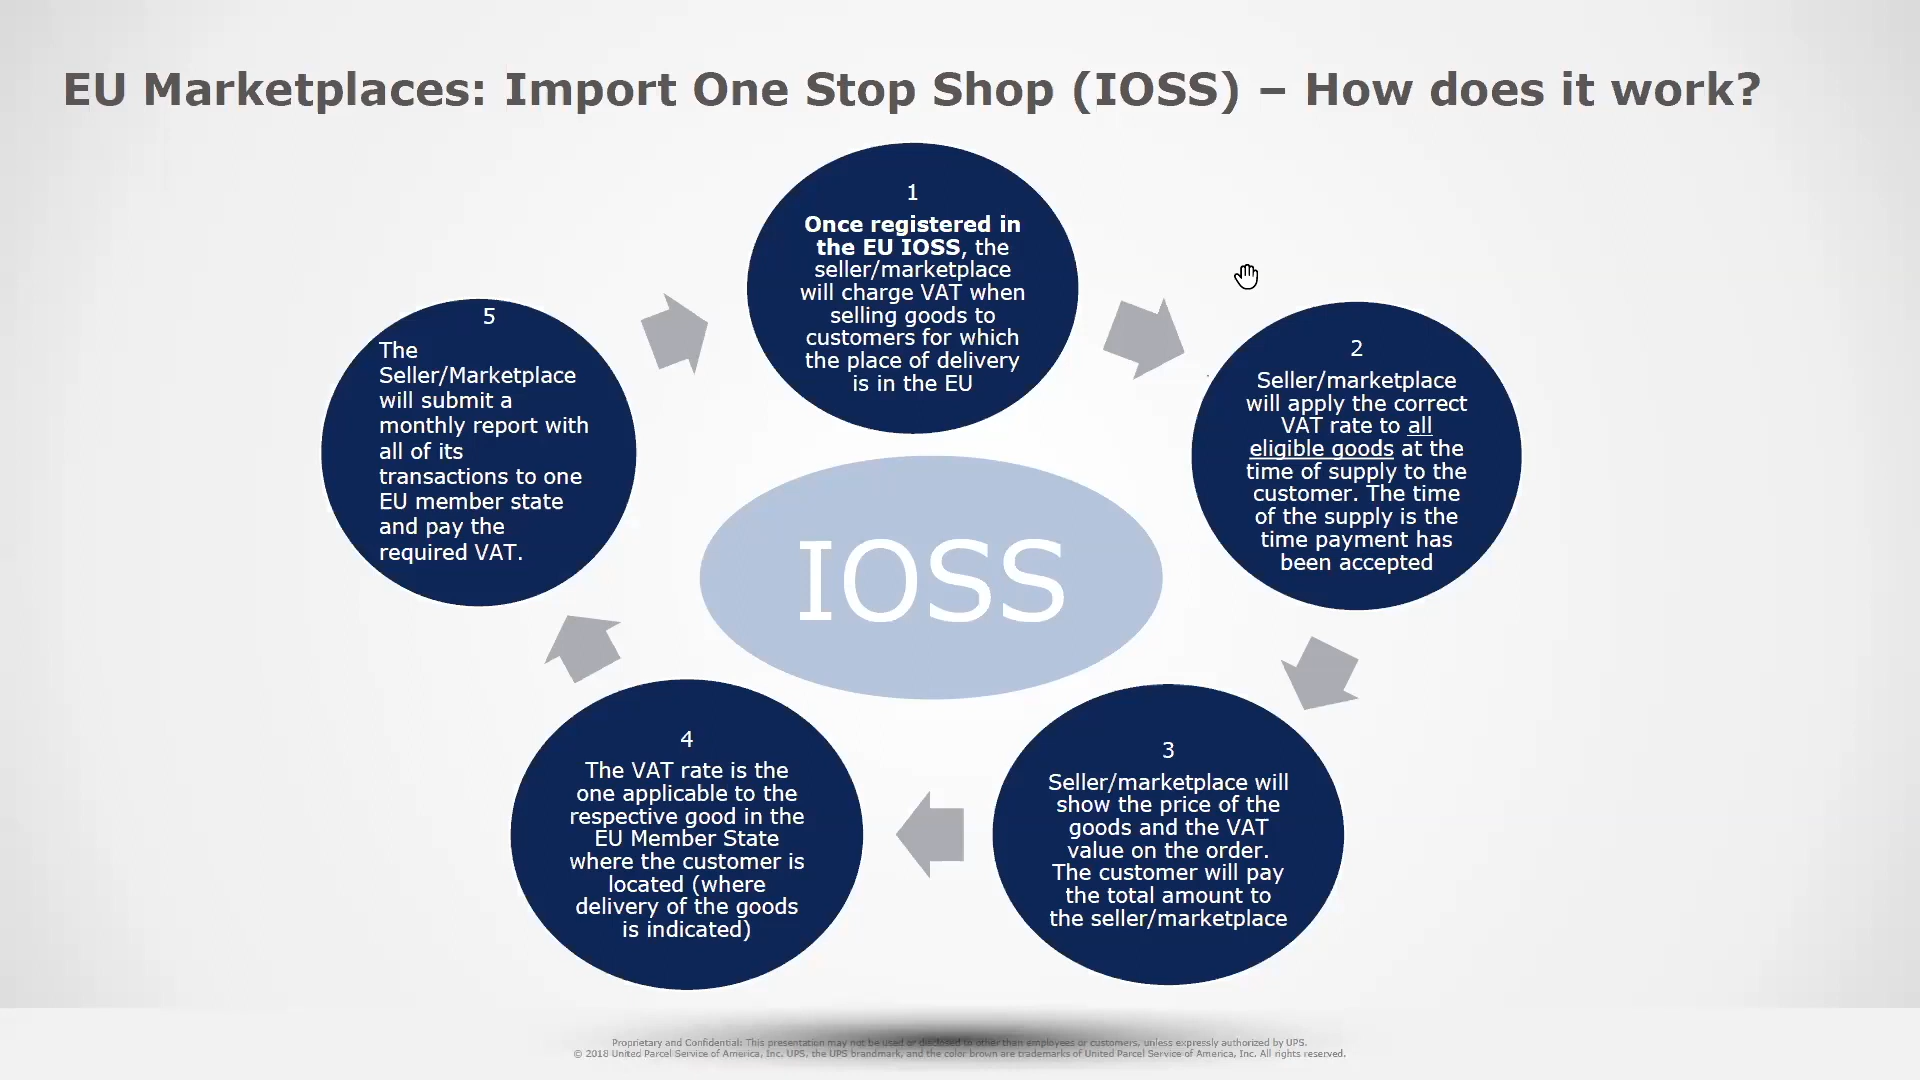 EU Marketplaces: Import One Stop Shop (IOSS) – How does it work?
1
Once registered in
the EU IOSS, the
seller/marketplace
will charge VAT when
selling goods to
customers for which
the place of delivery
is in the EU
2
Seller/marketplace
will apply the correct
VAT rate to all
eligible goods at the
time of supply to the
customer. The time
of the supply is the
time payment has
been accepted
3
Seller/marketplace will
show the price of the
goods and the VAT
value on the order.
The customer will pay
the total amount to
the seller/marketplace
4
The VAT rate is the
one applicable to the
respective good in the
EU Member State
where the customer is
located (where
delivery of the goods
is indicated)
5
The
Seller/Marketplace
will submit a
monthly report with
all of its
transactions to one
EU member state
and pay the
required VAT.
IOSS
Proprietary and Confidential: This presentation may not be used or disclosed to other than employees or customers, unless expressly authorized by UPS.
© 2018 United Parcel Service of America, Inc. UPS, the UPS brandmark, and the color brown are trademarks of United Parcel Service of America, Inc. All rights reserved.